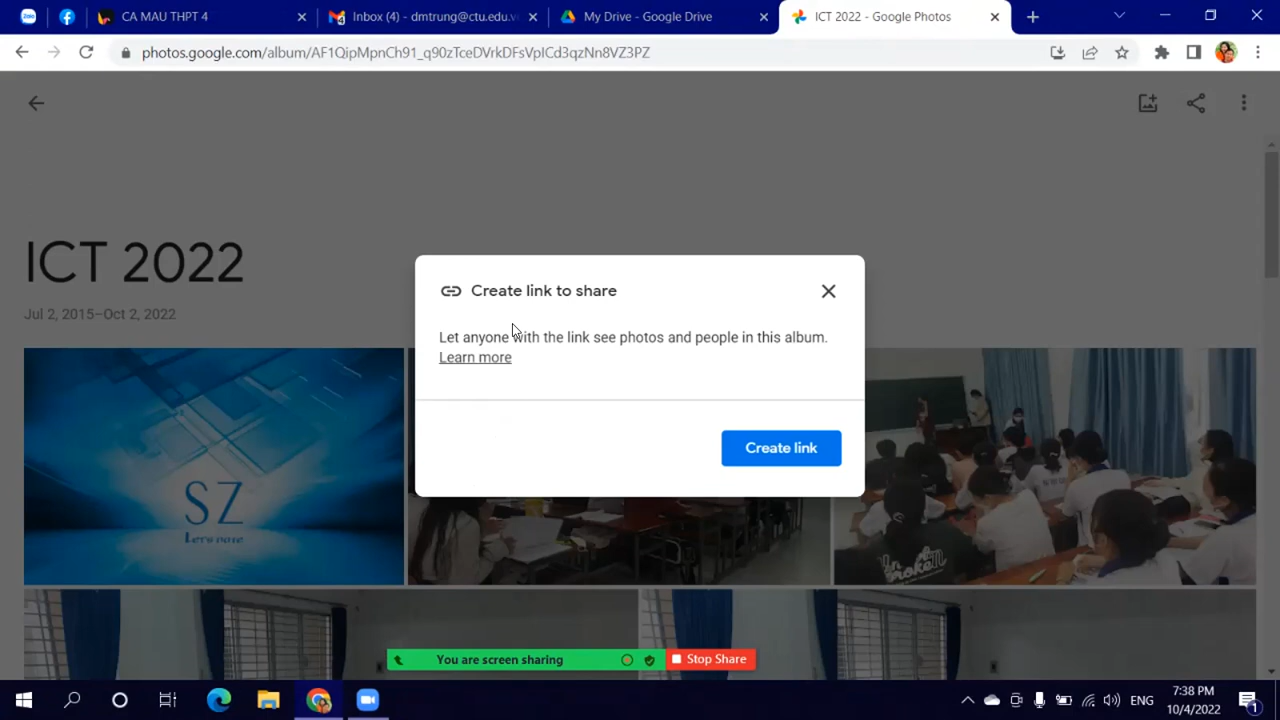 CA MAU THPT 4
Inbox (4) - dmtrung@ctu.edu.v
My Drive - Google Drive
ICT 2022 - Google Photos
photos.google.com/album/AF1QipMpnCh91_q90zTceDVrkDFsVpICd3qzNn8VZ3PZ
ICT 2022
Jul 2, 2015–Oct 2, 2022
Create link to share
Let anyone with the link see photos and people in this album.
Learn more
Create link
SZ
You are screen sharing
Stop Share
ENG
7:38 PM
10/4/2022
1